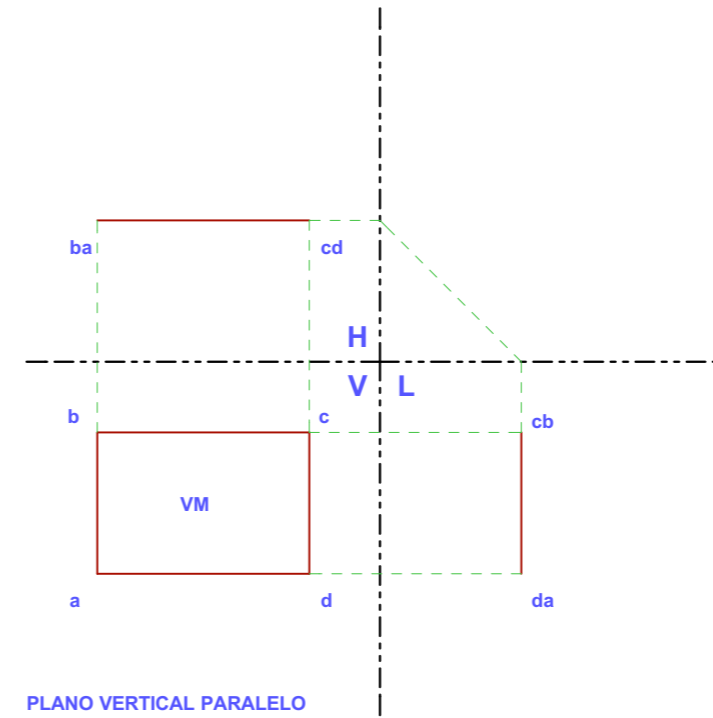 ba cd
H
V L
b c cb
VM
a d da
PLANO VERTICAL PARALELO